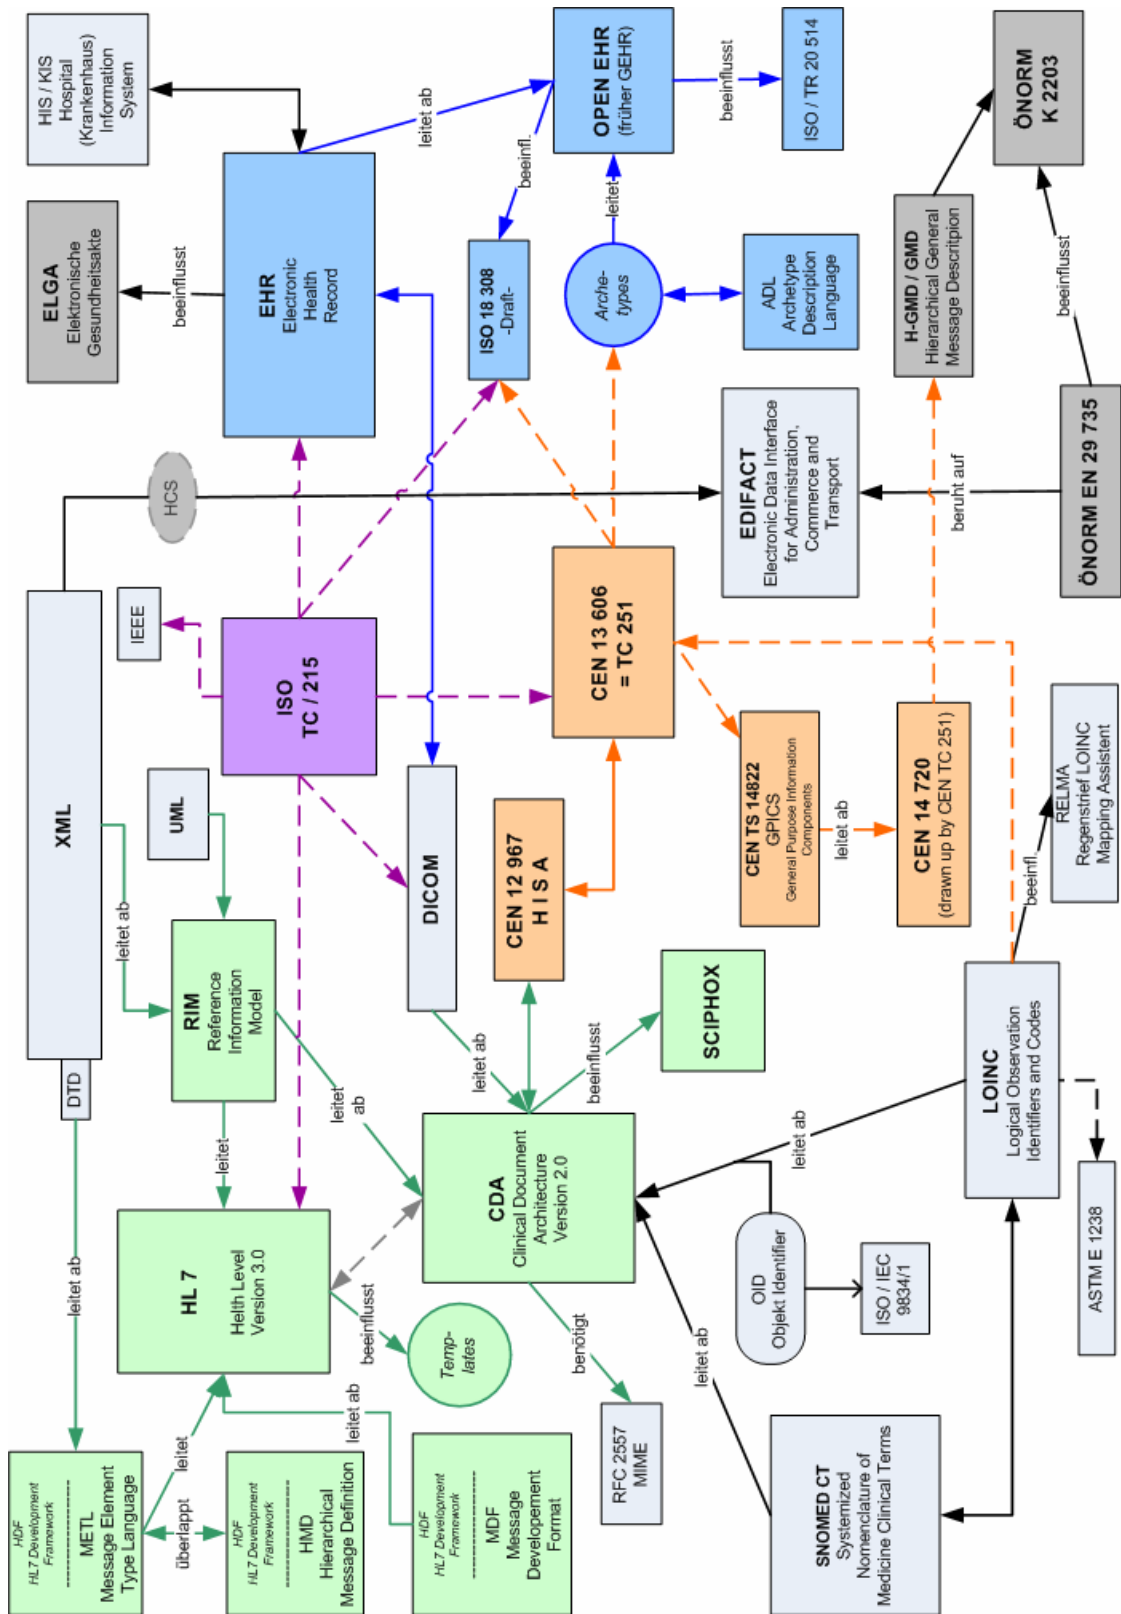 HDF
HL7 Development
Framework
--------------------
METL
Message Element
Type Language
leitet ab
DTD
XML
ELGA
Elektronische
Gesundheitsakte
HIS / KIS
Hospital
(Krankenhaus)
Information
System
überlappt
leitet
leitet ab
HCS
IEEE
beeinflusst
HDF
HL7 Development
Framework
--------------------
HMD
Hierarchical
Message Definition
HL 7
Helth Level
Version 3.0
leitet
RIM
Reference
Information
Model
UML
ISO
TC / 215
EHR
Electronic
Health
Record
leitet ab
beeinflusst
leitet
ab
leitet ab
HDF
HL7 Development
Framework
--------------------
MDF
Message
Developement
Format
Temp-
lates
CDA
Clinical Document
Architecture
Version 2.0
leitet ab
DICOM
CEN 12 967
H I S A
ISO 18 308
-Draft-
beeinfl.
OPEN EHR
(früher GEHR)
benötigt
beeinflusst
CEN 13 606
= TC 251
Arche-
types
leitet
RFC 2557
MIME
SCIPHOX
beeinflusst
leitet ab
OID
Objekt Identifier
leitet ab
CEN TS 14822
GPICS
General Purpose Information
Components
EDIFACT
Electronic Data Interface
for Administration,
Commerce and
Transport
ADL
Archetype
Description
Language
ISO / TR 20 514
leitet ab
SNOMED CT
Systemized
Nomenclature of
Medicine Clinical Terms
ISO / IEC
9834/1
CEN 14 720
(drawn up by CEN TC 251)
beruht auf
H-GMD / GMD
Hierarchical General
Message Descritpion
LOINC
Logical Observation
Identifiers and Codes
beeinfl.
RELMA
Regenstrief LOINC
Mapping Assistent
ÖNORM
K 2203
beeinflusst
ASTM E 1238
ÖNORM EN 29 735